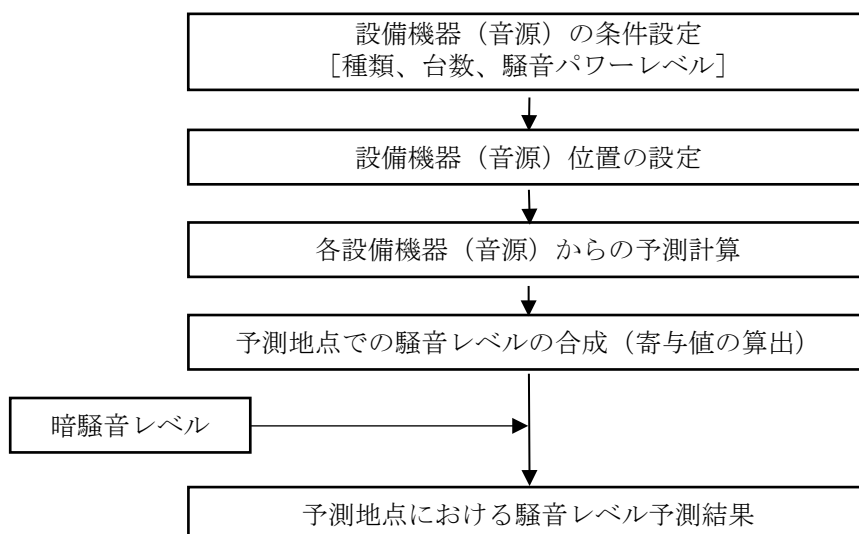 設備機器（音源）の条件設定
［種類、台数、騒音パワーレベル］
設備機器（音源）位置の設定
各設備機器（音源）からの予測計算
予測地点での騒音レベルの合成（寄与値の算出）
暗騒音レベル
予測地点における騒音レベル予測結果